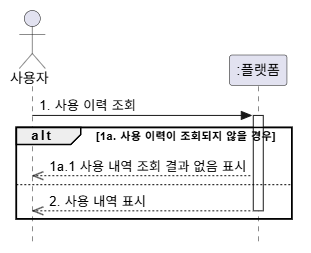 사용자
:플랫폼
1. 사용 이력 조회
alt
[1a. 사용 이력이 조회되지 않을 경우]
1a.1 사용 내역 조회 결과 없음 표시
2. 사용 내역 표시